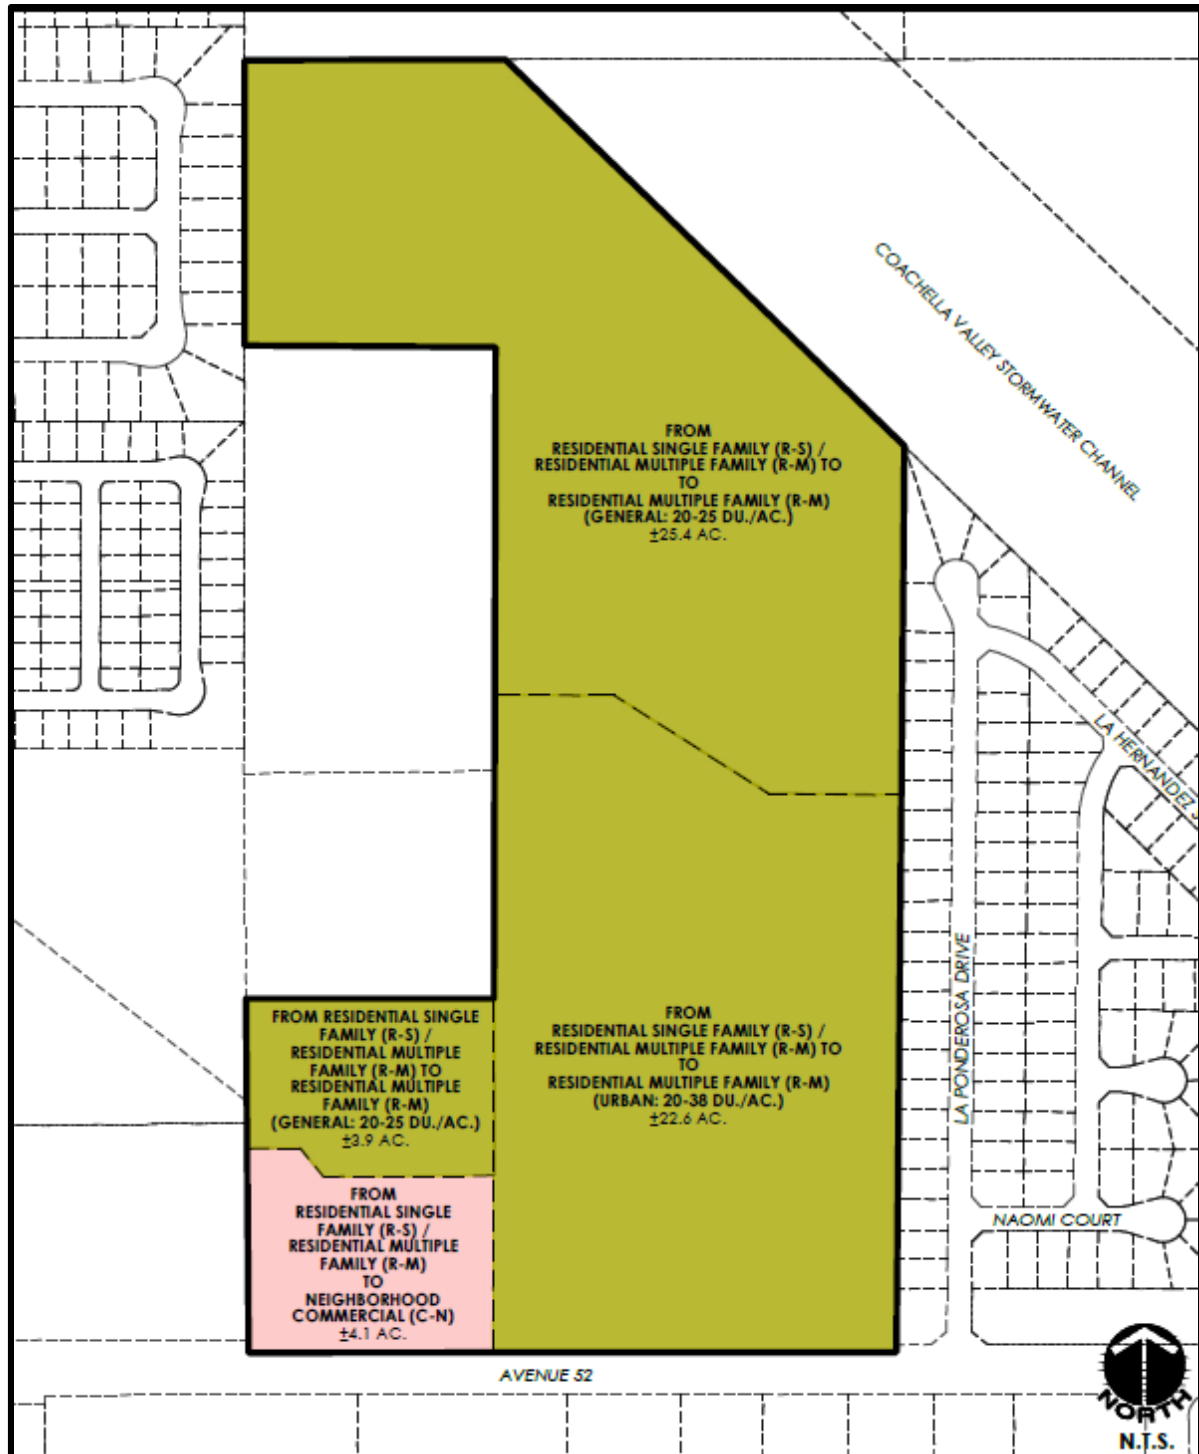 COACHELLA VALLEY STORMWATER CHANNEL
FROM
RESIDENTIAL SINGLE FAMILY (R-S) /
RESIDENTIAL MULTIPLE FAMILY (R-M) TO
TO
RESIDENTIAL MULTIPLE FAMILY (R-M)
(GENERAL: 20-25 DU./AC.)
±25.4 AC.
LA HERNANDEZ
LA PONDEROSA DRIVE
FROM RESIDENTIAL SINGLE
FAMILY (R-S) /
RESIDENTIAL MULTIPLE
FAMILY (R-M) TO
RESIDENTIAL MULTIPLE
FAMILY (R-M)
(GENERAL: 20-25 DU./AC.)
±3.9 AC.
FROM
RESIDENTIAL SINGLE FAMILY (R-S) /
RESIDENTIAL MULTIPLE FAMILY (R-M) TO
TO
RESIDENTIAL MULTIPLE FAMILY (R-M)
(URBAN: 20-38 DU./AC.)
±22.6 AC.
FROM
RESIDENTIAL SINGLE
FAMILY (R-S) /
RESIDENTIAL MULTIPLE
FAMILY (R-M)
TO
NEIGHBORHOOD
COMMERCIAL (C-N)
±4.1 AC.
NAOMI COURT
AVENUE 52
NORTH
N.T.S.